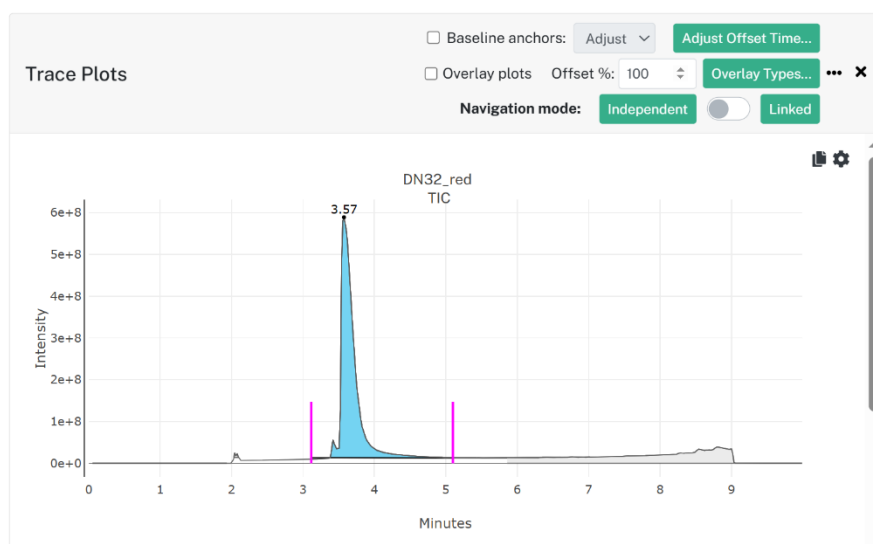 Baseline anchors: Adjust Adjust Offset Time...
Trace Plots
Overlay plots Offset %: 100 Overlay Types...
Navigation mode: Independent Linked
DN32_red
TIC
3.57
6e+8
5e+8
4e+8
3e+8
2e+8
1e+8
0e+0
Intensity
0 1 2 3 4 5 6 7 8 9
Minutes